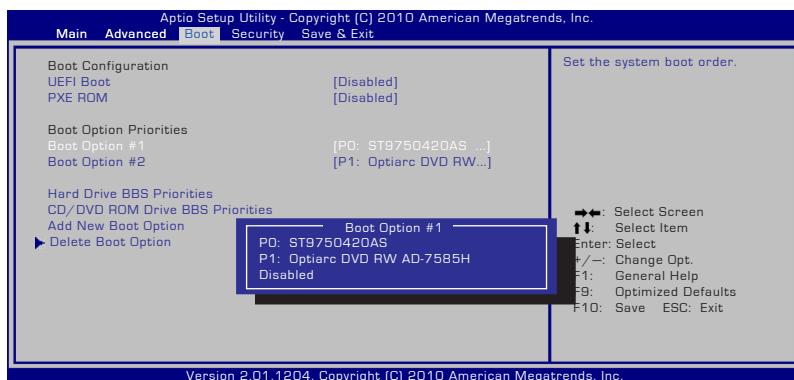 Aptio Setup Utility - Copyright (C) 2010 American Megatrends, Inc.
Main Advanced Boot Security Save & Exit
Boot Configuration
UEFI Boot [Disabled]
PXE ROM [Disabled]
Boot Option Priorities
Boot Option #1 [P0: ST9750420AS ...]
Boot Option #2 [P1: Optiarc DVD RW...]
Hard Drive BBS Priorities
CD/DVD ROM Drive BBS Priorities
Add New Boot Option
Delete Boot Option
Boot Option #1
P0: ST9750420AS
P1: Optiarc DVD RW AD-7585H
Disabled
Set the system boot order.
→←: Select Screen
↑↓: Select Item
Enter: Select
+/—: Change Opt.
F1: General Help
F9: Optimized Defaults
F10: Save ESC: Exit
Version 2.01.1204. Copyright (C) 2010 American Megatrends, Inc.